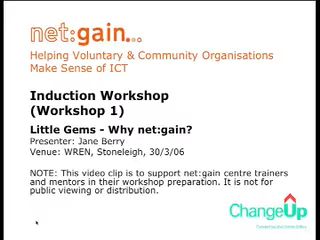 net:gain...
Helping Voluntary & Community Organisations
Make Sense of ICT
Induction Workshop
(Workshop 1)
Little Gems - Why net:gain?
Presenter: Jane Berry
Venue: WREN, Stoneleigh, 30/3/06
NOTE: This video clip is to support net:gain centre trainers
and mentors in their workshop preparation. It is not for
public viewing or distribution.
ChangeUp